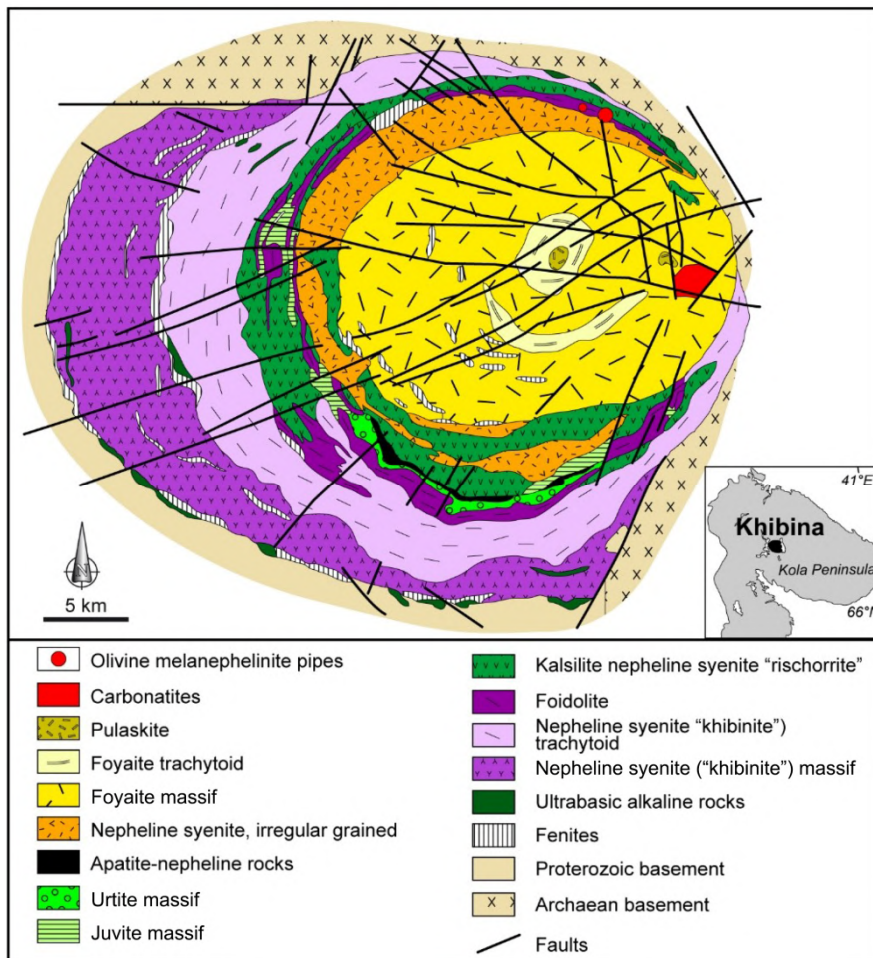 N
5 km
41°E
Khibina
Kola Peninsula
66°N
Olivine melanephelinite pipes
Carbonatites
Pulaskite
Foyaite trachytoid
Foyaite massif
Nepheline syenite, irregular grained
Apatite-nepheline rocks
Urtite massif
Juvite massif
Kalsilite nepheline syenite “rischorrite”
Foidolite
Nepheline syenite “khibinite”)
trachytoid
Nepheline syenite (“khibinite”) massif
Ultrabasic alkaline rocks
Fenites
Proterozoic basement
Archaean basement
Faults